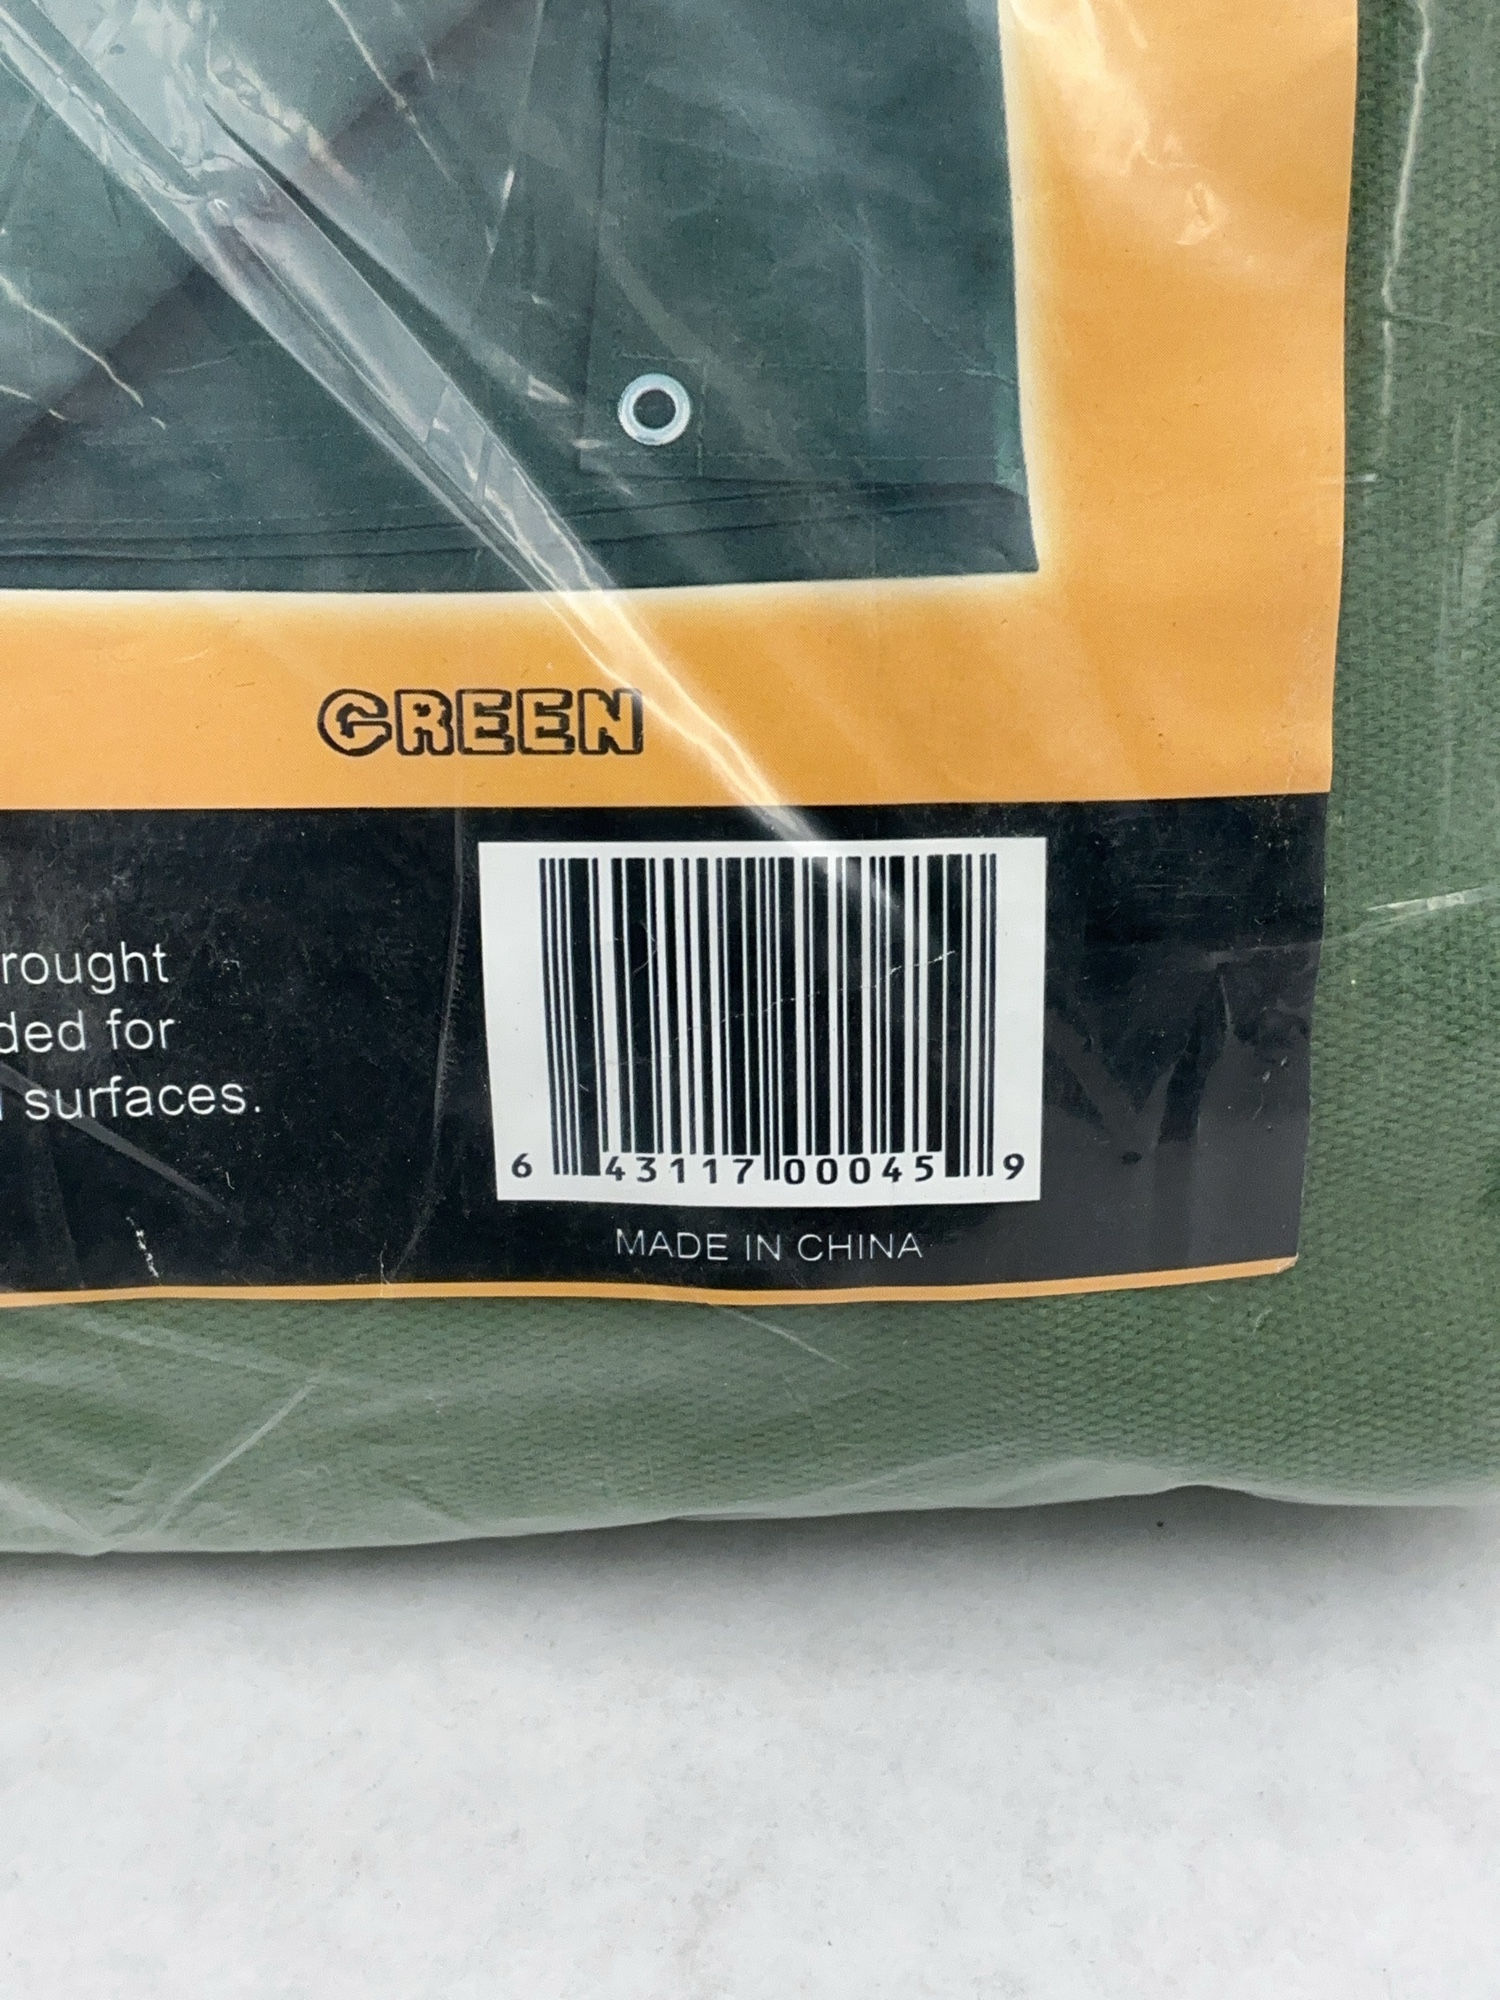 GREEN
rought
ded for
surfaces.
6 43117 00045 9
MADE IN CHINA